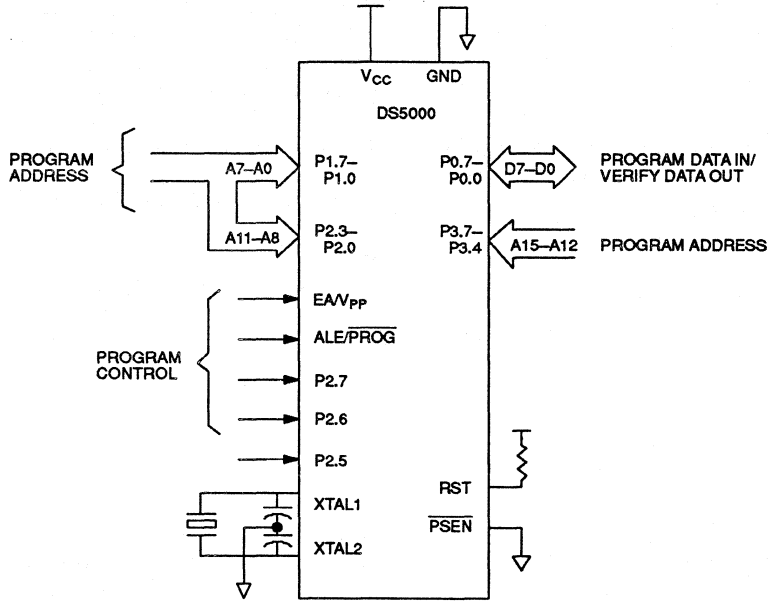 VCC
GND
DS5000
PROGRAM
ADDRESS
A7–A0
P1.7–
P1.0
A11–A8
P2.3–
P2.0
P0.7–
P0.0
D7–D0
PROGRAM DATA IN/
VERIFY DATA OUT
P3.7–
P3.4
A15–A12
PROGRAM ADDRESS
PROGRAM
CONTROL
EA/VPP
ALE/PROG
P2.7
P2.6
P2.5
XTAL1
XTAL2
RST
PSEN